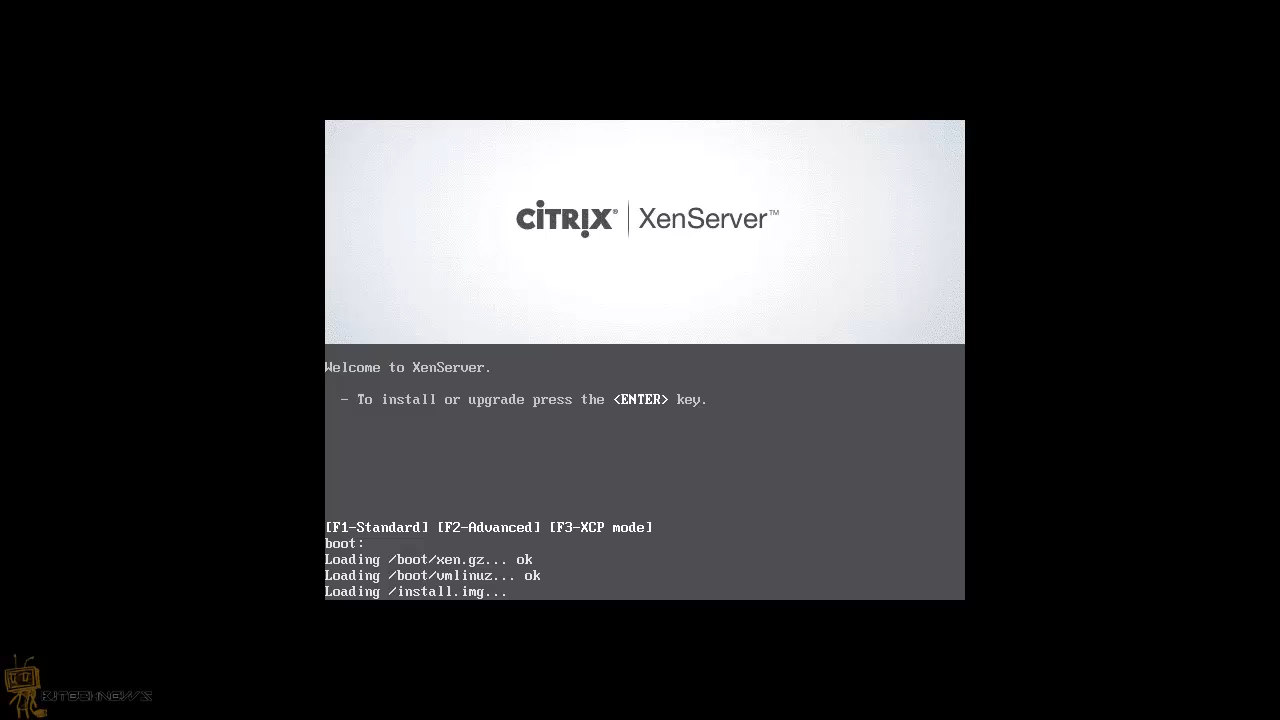 CITRIX® | XenServer™
Welcome to XenServer.
- To install or upgrade press the <ENTER> key.
[F1-Standard] [F2-Advanced] [F3-XCP mode]
boot:
Loading /boot/xen.gz... ok
Loading /boot/vmlinuz... ok
Loading /install.img...